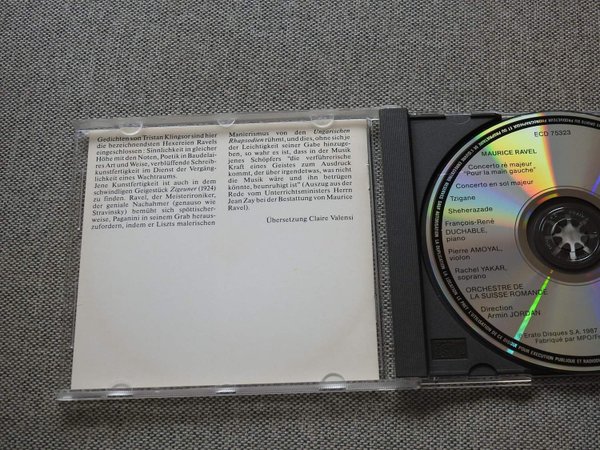 Gedichten von Tristan Klingsor sind hier
die bezeichnendsten Hexereien Ravels
eingeschlossen : Sinnlichkeit in gleicher
Höhe mit den Noten, Poetik in Baudelai-
res Art und Weise, verblüffenden Schreib-
kunstfertigkeit im Dienst der Vergäng-
lichkeit eines Wachraums.
Jene Kunstfertigkeit ist auch in dem
schwindligen Geigostück Zigeuner (1924)
zu finden. Ravel, der Meisterironiker,
der geniale Nachahmer (genauso wie
Stravinsky) bemüht sich spöttischer-
weise, Paganini in seinem Grab heraus-
zufordern, indem er Liszts malerischen
Manierismus von den Ungarischen
Rhapsodien rühmt, und dies, ohne sich je
der Leichtigkeit seiner Gabe hinzuge-
ben, so wahr es ist, dass in der Musik
jenes Schöpfers "die verführerische
Kraft eines Geistes zum Ausdruck
kommt, der über irgendetwas, was nicht
die Musik wäre und ihn betrügen
könnte, beunruhigt ist" (Auszug aus der
Rede vom Unterrichtsministers Herrn
Jean Zay bei der Bestattung von Maurice
Ravel).
Übersetzung Claire Valensi
ECD 75323
MAURICE RAVEL
Concerto ré majeur
"Pour la main gauche"
Concerto en sol majeur
Tzigane
Sheherazade
François-René
DUCHABLE,
piano
Pierre AMOYAL,
violon
Rachel YAKAR,
soprano
ORCHESTRE DE
LA SUISSE ROMANDE
Direction
Armin JORDAN
Erato Disques S.A. 1987
Fabriqué par MPO/